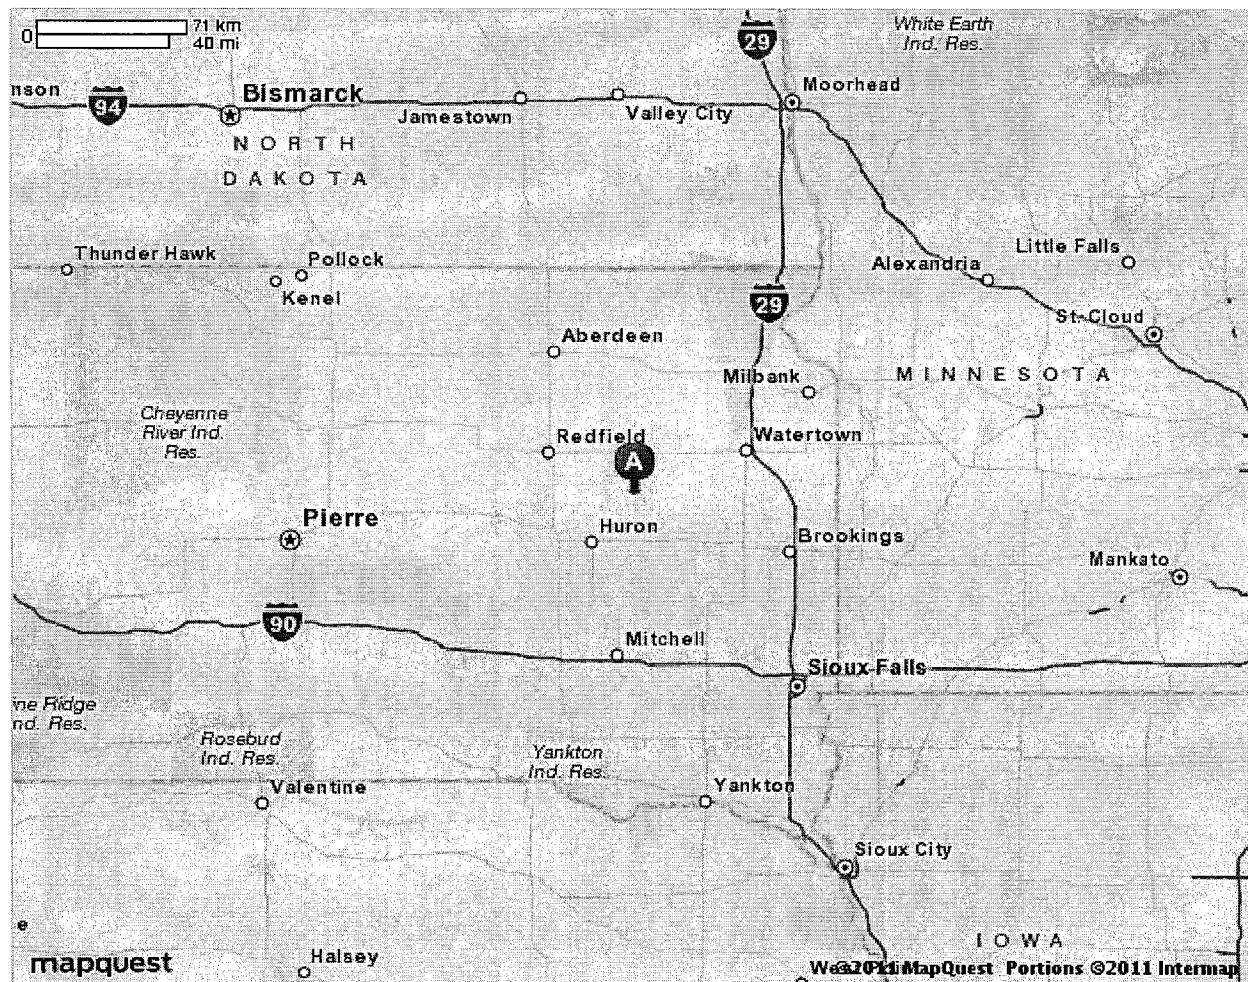 0
71 km
40 mi
White Earth
Ind. Res.
29
nson
94
Bismarck
Moorhead
Jamestown
Valley City
NORTH
DAKOTA
Thunder Hawk
Pollock
Kenel
Little Falls
Alexandria
29
St. Cloud
Aberdeen
Milbank
MINNESOTA
Cheyenne
River Ind.
Res.
Redfield
Watertown
A
Pierre
Huron
Brookings
Mankato
90
Mitchell
Sioux Falls
ne Ridge
nd. Res.
Rosebud
Ind. Res.
Yankton
Ind. Res.
Valentine
Yankton
Sioux City
e
IOWA
Halsey
mapquest
©2011 MapQuest Portions ©2011 Intermap